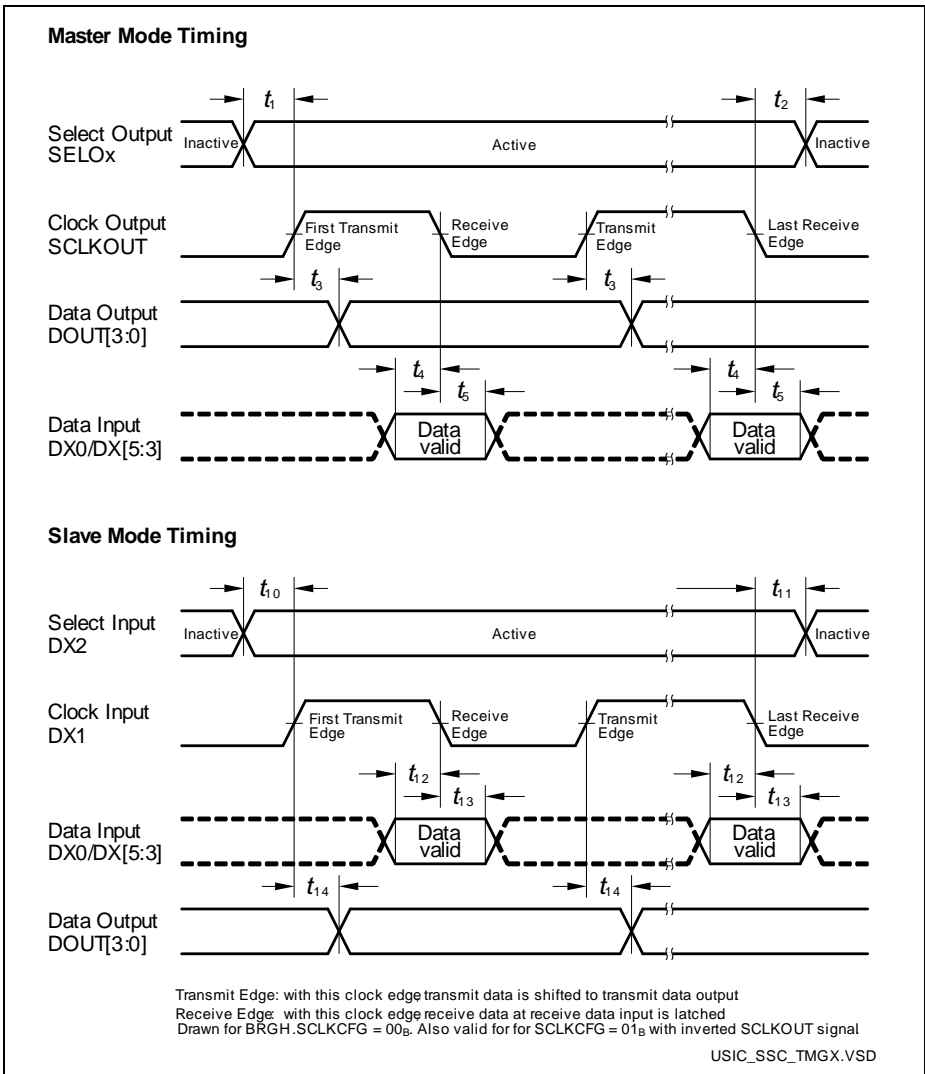 Master Mode Timing
t1
t2
Select Output
SELOx
Inactive
Active
Inactive
Clock Output
SCLKOUT
First Transmit
Edge
Receive
Edge
Transmit
Edge
Last Receive
Edge
t3
t3
Data Output
DOUT[3:0]
t4
t5
t4
t5
Data Input
DX0/DX[5:3]
Data
valid
Data
valid
Slave Mode Timing
t10
t11
Select Input
DX2
Inactive
Active
Inactive
Clock Input
DX1
First Transmit
Edge
Receive
Edge
Transmit
Edge
Last Receive
Edge
t12
t13
t12
t13
Data Input
DX0/DX[5:3]
Data
valid
Data
valid
t14
t14
Data Output
DOUT[3:0]
Transmit Edge: with this clock edge, transmit data is shifted to transmit data output
Receive Edge: with this clock edge, receive data at receive data input is latched
Drawn for BRGH.SCLKCFG = 00B. Also valid for for SCLKCFG = 01B with inverted SCLKOUT signal.
USIC_SSC_TMGX.VSD